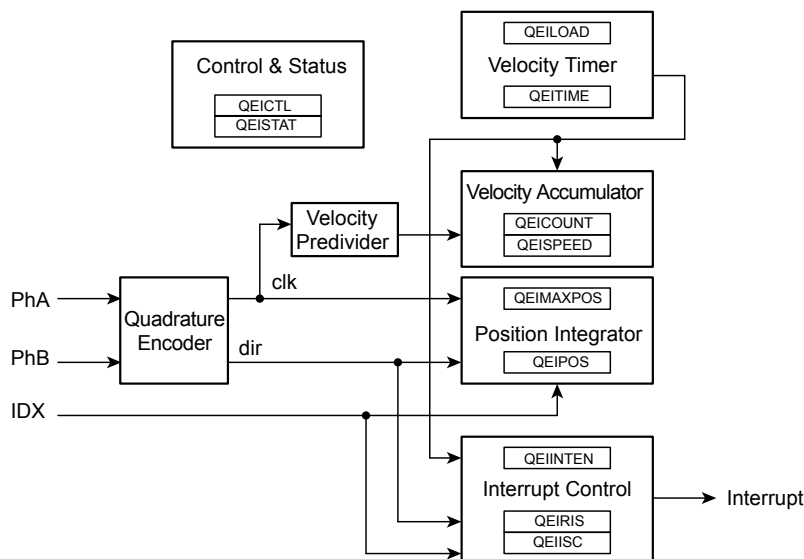 Control & Status
QEICTL
QEISTAT
QEILOAD
Velocity Timer
QEITIME
Velocity
Predivider
Velocity Accumulator
QEICOUNT
QEISPEED
PhA
PhB
IDX
Quadrature
Encoder
clk
dir
QEIMAXPOS
Position Integrator
QEIPOS
QEIINTEN
Interrupt Control
QEIRIS
QEIISC
Interrupt